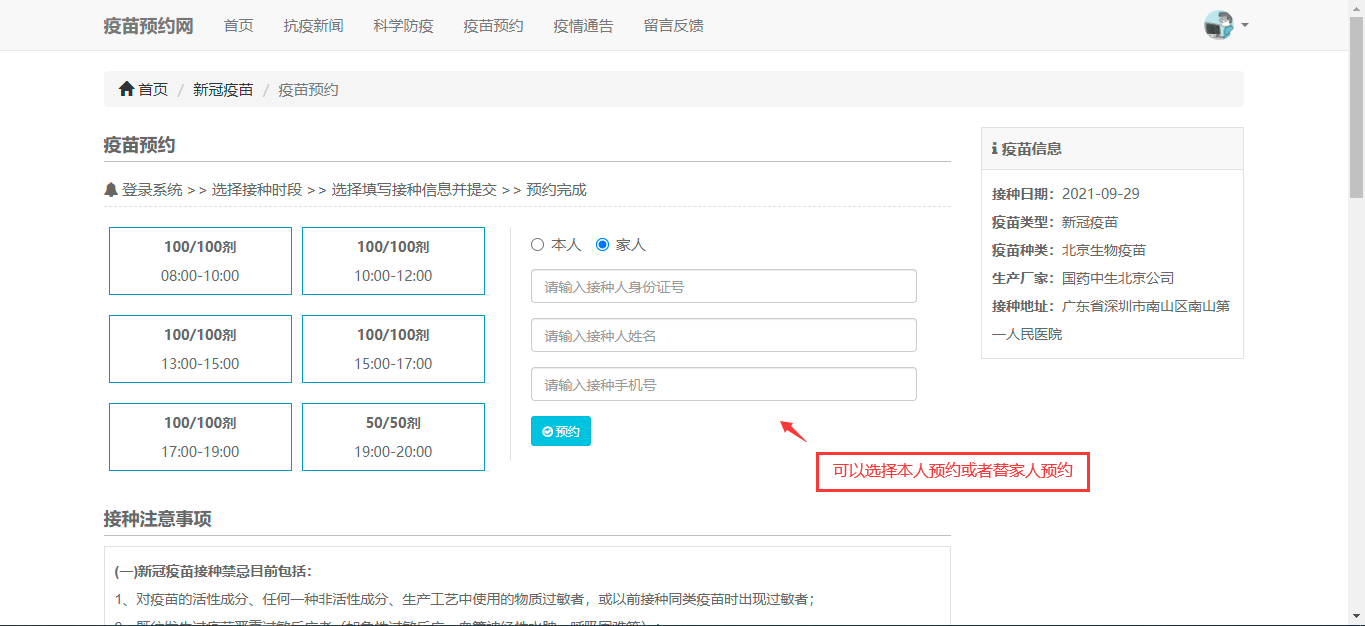 疫苗预约网 首页 抗疫新闻 科学防疫 疫苗预约 疫情通告 留言反馈
首页 / 新冠疫苗 / 疫苗预约
疫苗预约
登录系统 >> 选择接种时段 >> 选择填写接种信息并提交 >> 预约完成
100/100剂
08:00-10:00
100/100剂
10:00-12:00
100/100剂
13:00-15:00
100/100剂
15:00-17:00
100/100剂
17:00-19:00
50/50剂
19:00-20:00
本人 家人
请输入接种人身份证号
请输入接种人姓名
请输入接种手机号
预约
可以选择本人预约或者替家人预约
疫苗信息
接种日期：2021-09-29
疫苗类型：新冠疫苗
疫苗种类：北京生物疫苗
生产厂家：国药中生北京公司
接种地址：广东省深圳市南山区南山第
一人民医院
接种注意事项
(一)新冠疫苗接种禁忌目前包括：
1、对疫苗的活性成分、任何一种非活性成分、生产工艺中使用的物质过敏者，或以前接种同类疫苗时出现过敏者；